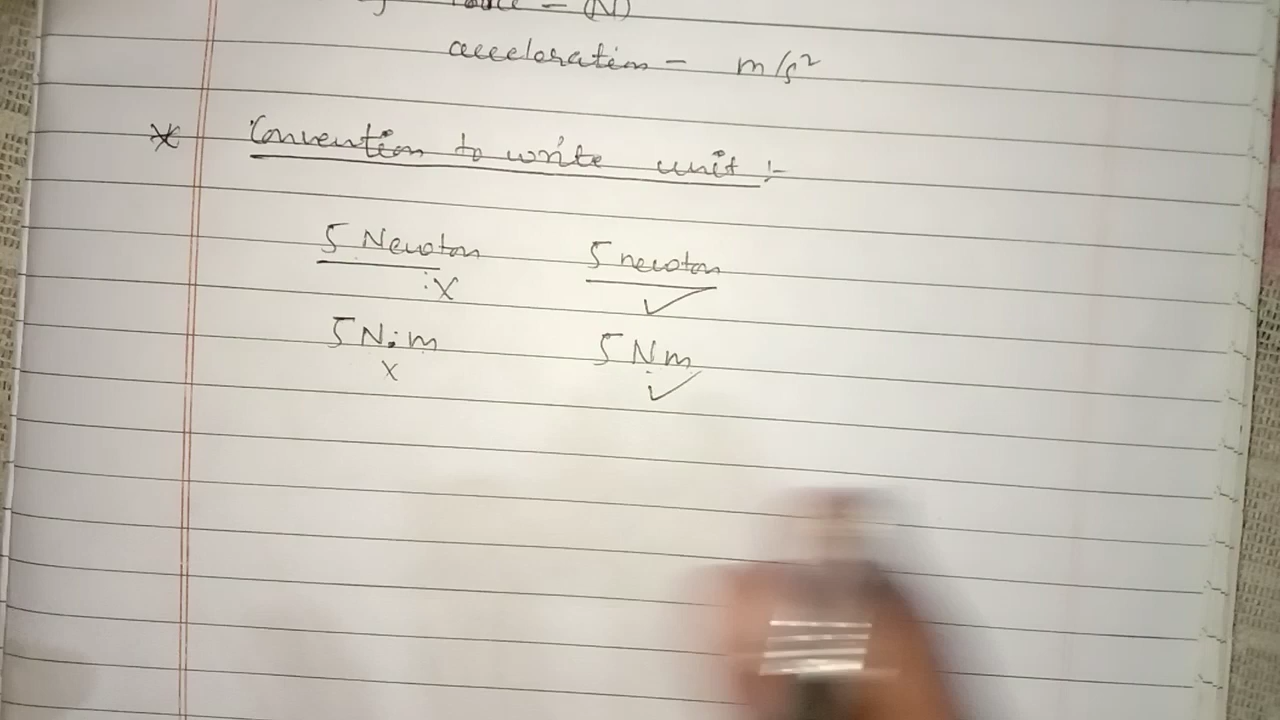 - (N)
acceleration - m/s²
* Convention to write unit :-
5 Newton 5 newton
x ✓
5 N.m 5 Nm
x ✓